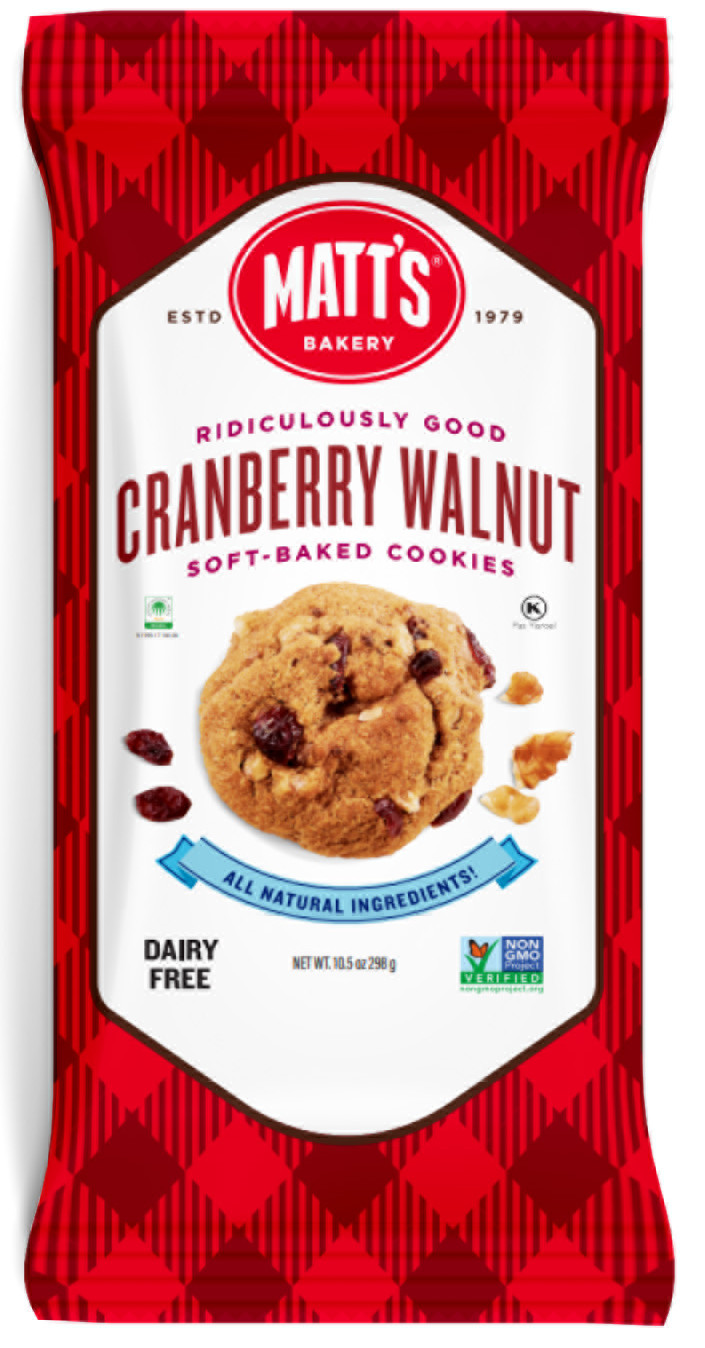 MATT'S®
BAKERY
ESTD 1979
RIDICULOUSLY GOOD
CRANBERRY WALNUT
SOFT-BAKED COOKIES
K
ALL NATURAL INGREDIENTS!
DAIRY
FREE
NET WT. 10.5 oz 298 g
NON
GMO
Project
VERIFIED
nongmoproject.org